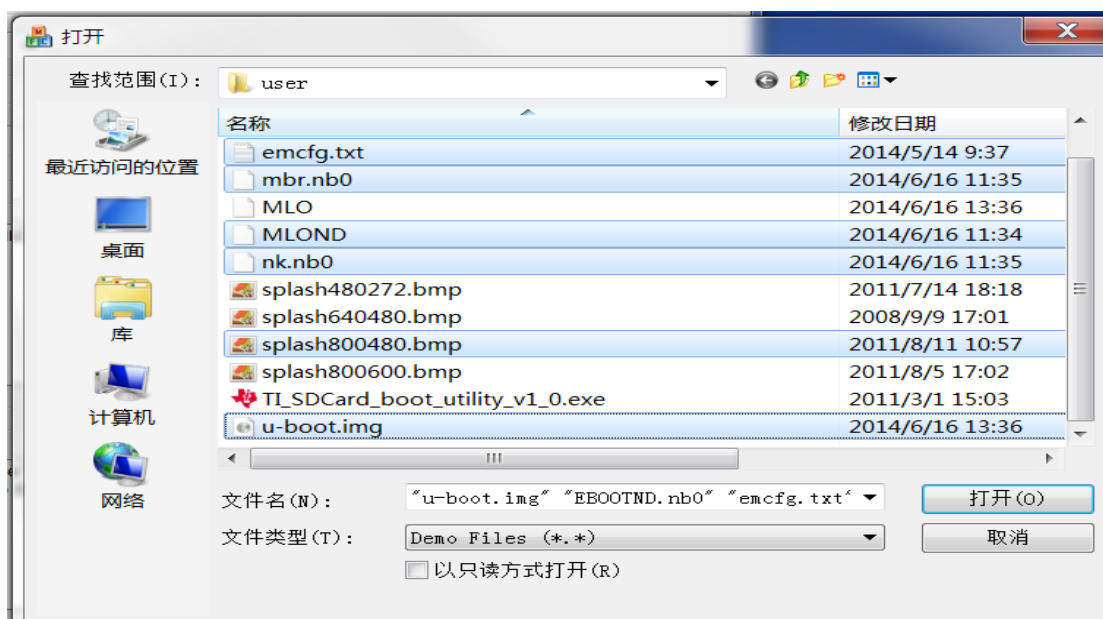 打开
查找范围(I): user
名称 修改日期
emcfg.txt 2014/5/14 9:37
mbr.nb0 2014/6/16 11:35
MLO 2014/6/16 13:36
MLOND 2014/6/16 11:34
nk.nb0 2014/6/16 11:35
splash480272.bmp 2011/7/14 18:18
splash640480.bmp 2008/9/9 17:01
splash800480.bmp 2011/8/11 10:57
splash800600.bmp 2011/8/5 17:02
TI_SDCard_boot_utility_v1_0.exe 2011/3/1 15:03
u-boot.img 2014/6/16 13:36
最近访问的位置
桌面
库
计算机
网络
文件名(N): "u-boot.img" "EBOOTND.nb0" "emcfg.txt" 打开(O)
文件类型(T): Demo Files (*.*) 取消
以只读方式打开(R)